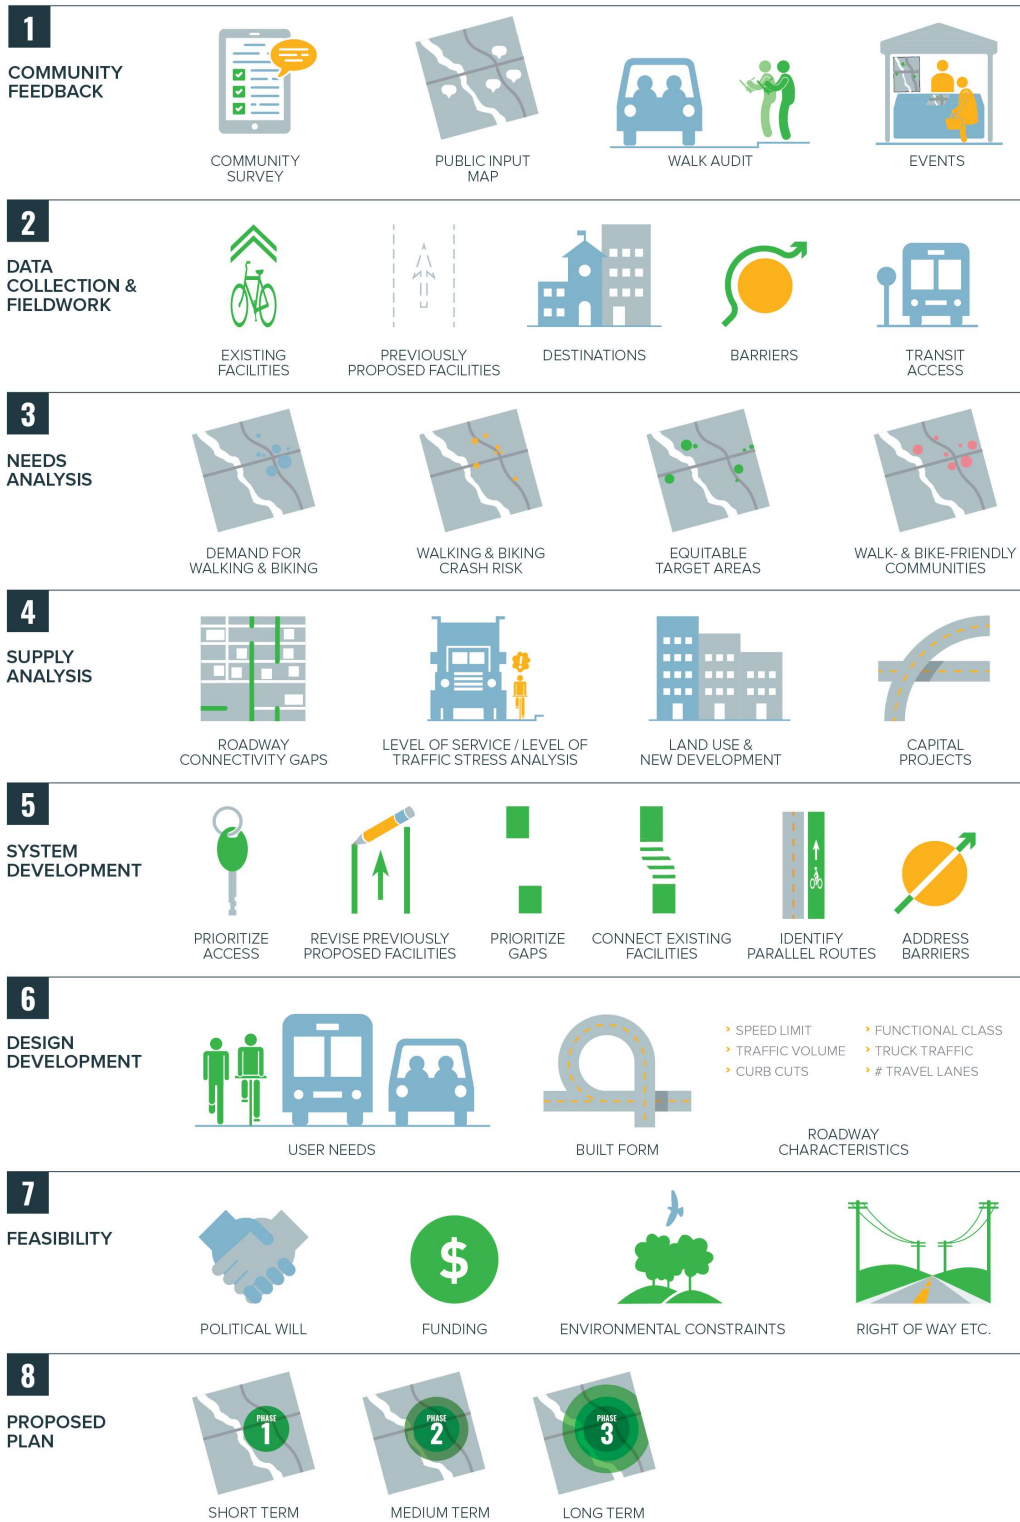 1
COMMUNITY
FEEDBACK
COMMUNITY
SURVEY
PUBLIC INPUT
MAP
WALK AUDIT
EVENTS
2
DATA
COLLECTION &
FIELDWORK
EXISTING
FACILITIES
PREVIOUSLY
PROPOSED FACILITIES
DESTINATIONS
BARRIERS
TRANSIT
ACCESS
3
NEEDS
ANALYSIS
DEMAND FOR
WALKING & BIKING
WALKING & BIKING
CRASH RISK
EQUITABLE
TARGET AREAS
WALK- & BIKE-FRIENDLY
COMMUNITIES
4
SUPPLY
ANALYSIS
ROADWAY
CONNECTIVITY GAPS
!
LEVEL OF SERVICE / LEVEL OF
TRAFFIC STRESS ANALYSIS
LAND USE &
NEW DEVELOPMENT
CAPITAL
PROJECTS
5
SYSTEM
DEVELOPMENT
PRIORITIZE
ACCESS
REVISE PREVIOUSLY
PROPOSED FACILITIES
PRIORITIZE
GAPS
CONNECT EXISTING
FACILITIES
IDENTIFY
PARALLEL ROUTES
ADDRESS
BARRIERS
6
DESIGN
DEVELOPMENT
USER NEEDS
BUILT FORM
› SPEED LIMIT
› TRAFFIC VOLUME
› CURB CUTS
› FUNCTIONAL CLASS
› TRUCK TRAFFIC
› # TRAVEL LANES
ROADWAY
CHARACTERISTICS
7
FEASIBILITY
POLITICAL WILL
$
FUNDING
ENVIRONMENTAL CONSTRAINTS
RIGHT OF WAY ETC.
8
PROPOSED
PLAN
PHASE
1
SHORT TERM
PHASE
2
MEDIUM TERM
PHASE
3
LONG TERM